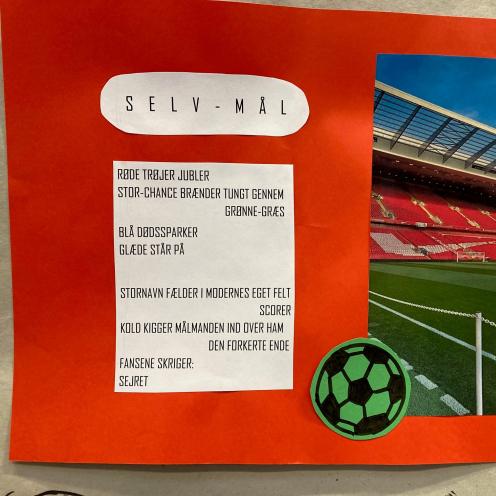 SELV-MÅL
RØDE TRØJER JUBLER
STOR-CHANCE BRÆNDER TUNGT GENNEM
GRØNNE-GRÆS
BLÅ DØDSSPARKER
GLÆDE STÅR PÅ
STORNAVN FÆLDER I MODERNES EGET FELT
SCORER
KOLD KIGGER MÅLMANDEN IND OVER HAM
DEN FORKERTE ENDE
FANSENE SKRIGER:
SEJRET